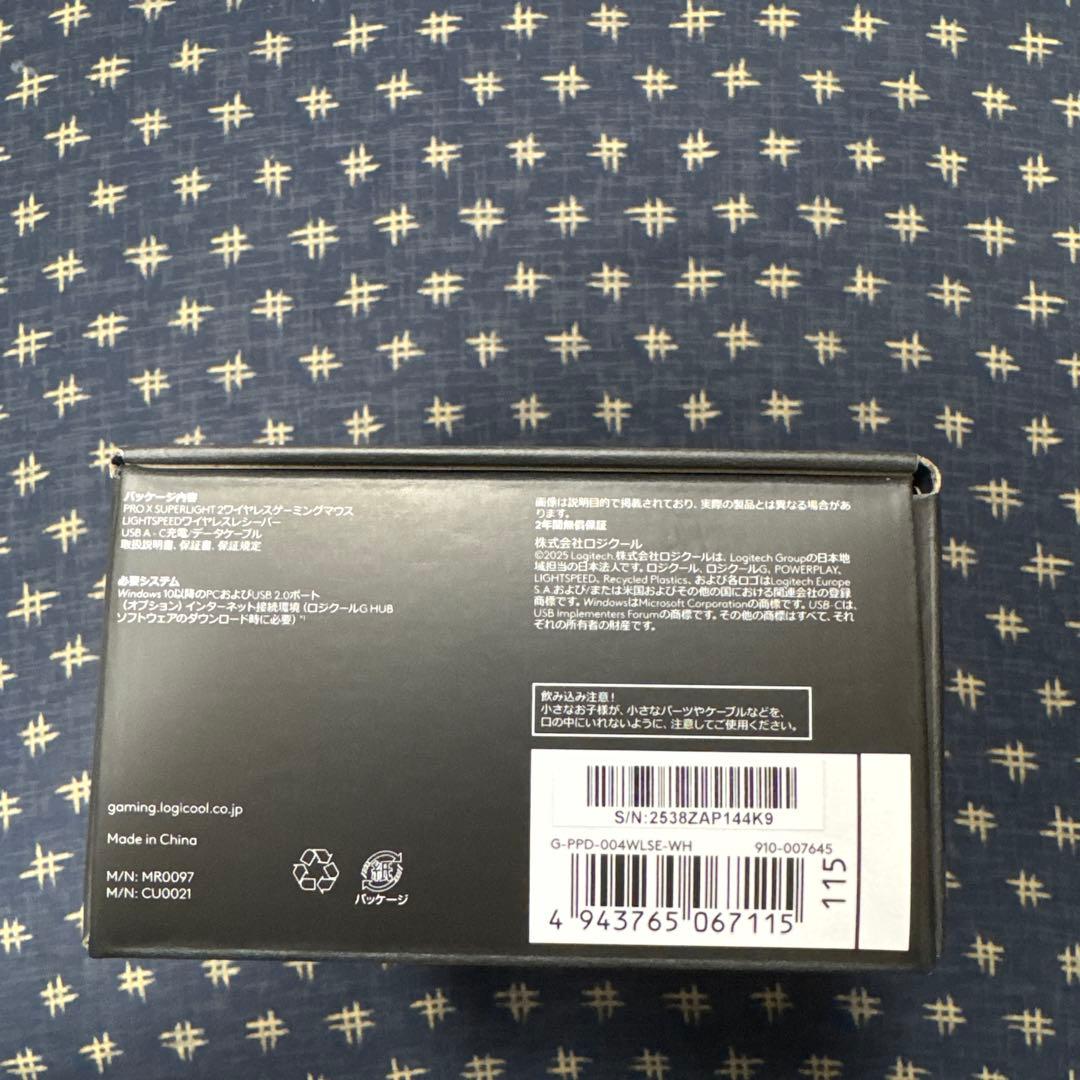 パッケージ内容
PRO X SUPERLIGHT 2ワイヤレスゲーミングマウス
LIGHTSPEEDワイヤレスレシーバー
USB A - C充電/データケーブル
取扱説明書、保証書、保証規定
必要システム
Windows 10以降のPCおよびUSB 2.0ポート
(オプション) インターネット接続環境 (ロジクールG HUB
ソフトウェアのダウンロード時に必要) *¹
gaming.logicool.co.jp
Made in China
M/N: MR0097
M/N: CU0021
パッケージ
画像は説明目的で掲載されており、実際の製品とは異なる場合があ
ります。
2年間無償保証
株式会社ロジクール
©2025 Logitech. 株式会社ロジクールは、Logitech Groupの日本地
域担当の日本法人です。ロジクール、ロジクールG、POWERPLAY、
LIGHTSPEED、Recycled Plastics、および各ロゴはLogitech Europe
S.A.および/または米国およびその他の国における関連会社の登録
商標です。WindowsはMicrosoft Corporationの商標です。USB-Cは、
USB Implementers Forumの商標です。その他の商標はすべて、それ
ぞれの所有者の財産です。
飲み込み注意!
小さなお子様が、小さなパーツやケーブルなどを、
口の中にいれないように、注意してご使用ください。
S/N:2538ZAP144K9
G-PPD-004WLSE-WH 910-007645
4 943765 067115
115